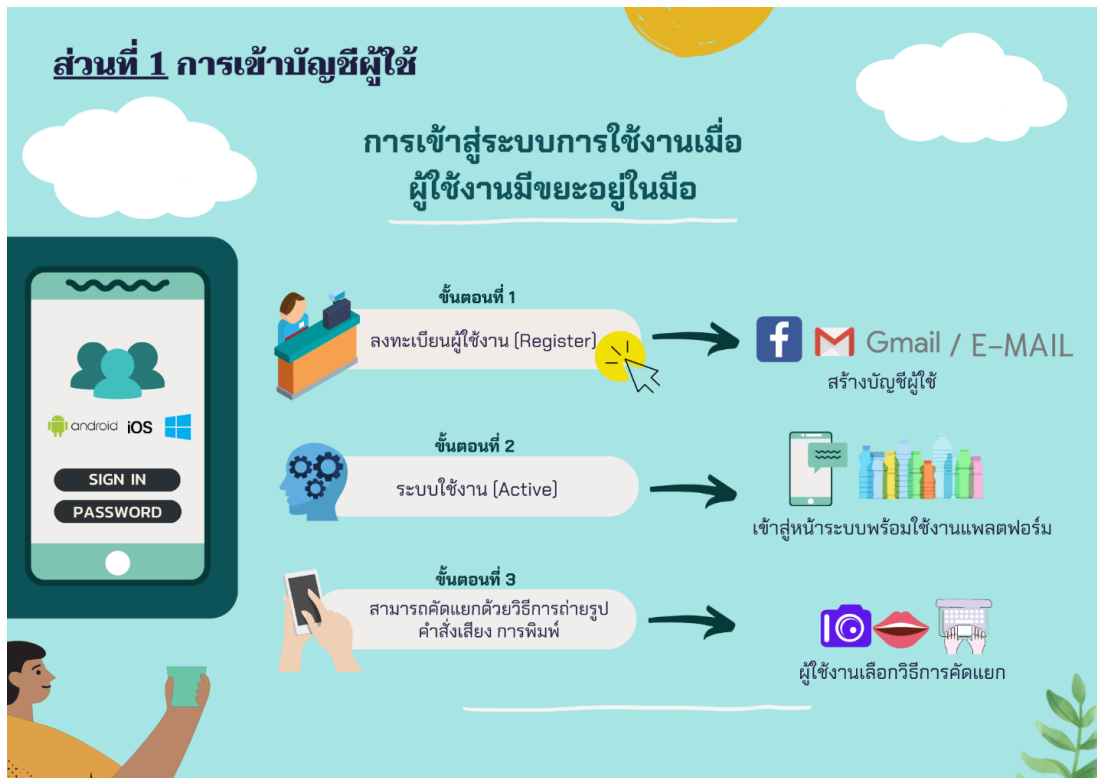 ส่วนที่ 1 การเข้าบัญชีผู้ใช้
การเข้าสู่ระบบการใช้งานเมื่อ
ผู้ใช้งานมีขยะอยู่ในมือ
android iOS
SIGN IN
PASSWORD
ขั้นตอนที่ 1
ลงทะเบียนผู้ใช้งาน (Register)
f M Gmail / E-MAIL
สร้างบัญชีผู้ใช้
ขั้นตอนที่ 2
ระบบใช้งาน (Active)
เข้าสู่หน้าระบบพร้อมใช้งานแพลตฟอร์ม
ขั้นตอนที่ 3
สามารถคัดแยกด้วยวิธีการถ่ายรูป
คำสั่งเสียง การพิมพ์
ผู้ใช้งานเลือกวิธีการคัดแยก